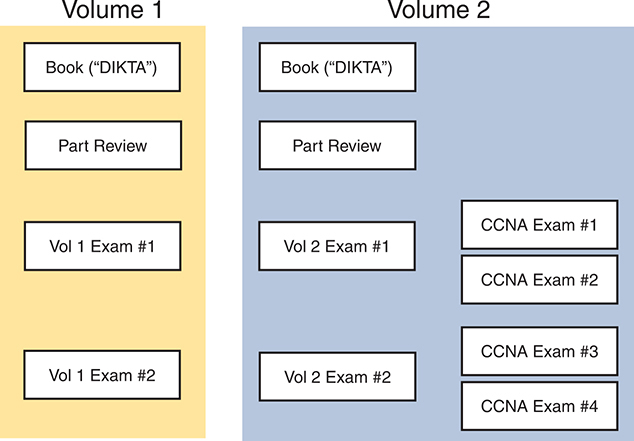 Volume 1
Book (“DIKTA”)
Part Review
Vol 1 Exam #1
Vol 1 Exam #2
Volume 2
Book (“DIKTA”)
Part Review
Vol 2 Exam #1
Vol 2 Exam #2
CCNA Exam #1
CCNA Exam #2
CCNA Exam #3
CCNA Exam #4